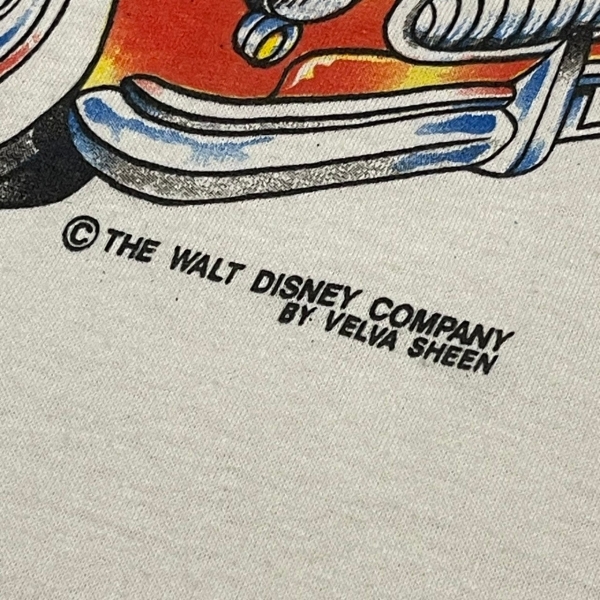 © THE WALT DISNEY COMPANY
BY VELVA SHEEN